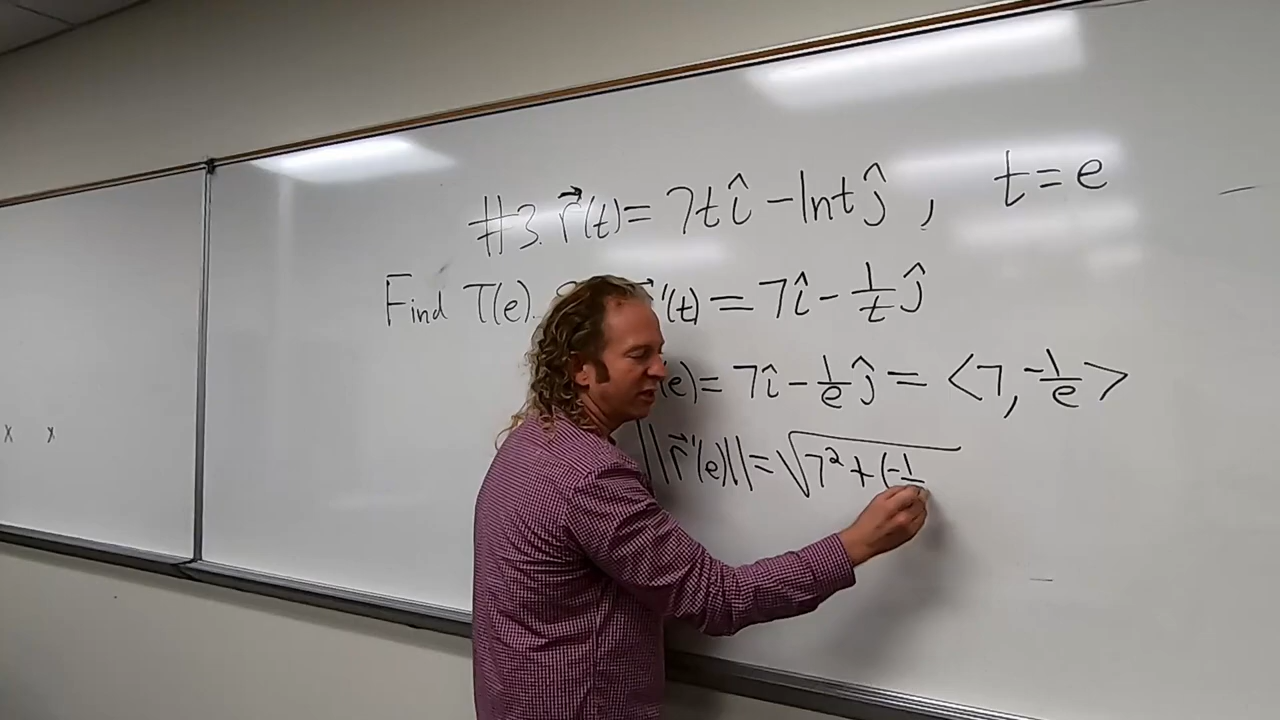 #3. r⃗(t) = 7t î - ln t ĵ , t = e
Find T(e). '(t) = 7î - 1/t ĵ
(e) = 7î - 1/e ĵ = <7, -1/e>
||r⃗'(e)|| = √7² + (-1
x x